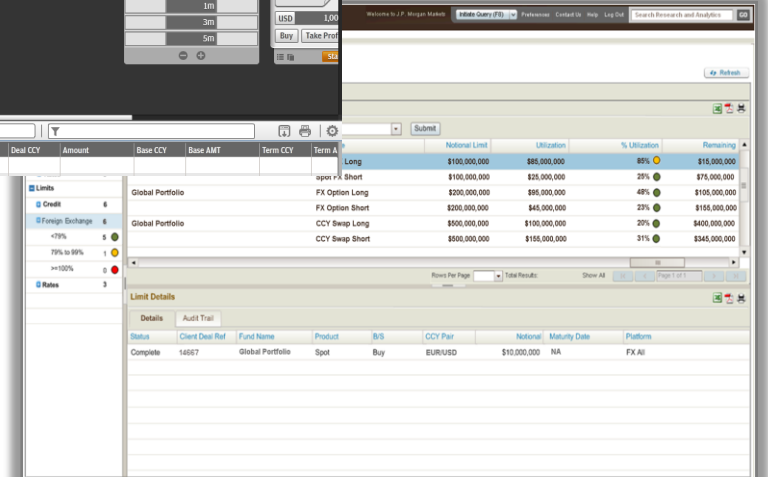 1m
3m
5m
USD 1,00
Buy Take Prof
Sta
Welcome to J.P. Morgan Markets Initiate Query (F8) Preferences Contact Us Help Log Out Search Research and Analytics GO
Refresh
Submit
Deal CCY Amount Base CCY Base AMT Term CCY Term A
e Notional Limit Utilization % Utilization Remaining
Long $100,000,000 $85,000,000 85% $15,000,000
Spot FX Short $100,000,000 $25,000,000 25% $75,000,000
Global Portfolio FX Option Long $200,000,000 $95,000,000 48% $105,000,000
FX Option Short $200,000,000 $45,000,000 23% $155,000,000
Global Portfolio CCY Swap Long $500,000,000 $100,000,000 20% $400,000,000
CCY Swap Short $500,000,000 $155,000,000 31% $345,000,000
Limits
Credit 6
Foreign Exchange 6
<79% 5
79% to 99% 1
>=100% 0
Rates 3
Rows Per Page Total Results: Show All Page 1 of 1
Limit Details
Details Audit Trail
Status Client Deal Ref Fund Name Product B/S CCY Pair Notional Maturity Date Platform
Complete 14667 Global Portfolio Spot Buy EUR/USD $10,000,000 NA FX All